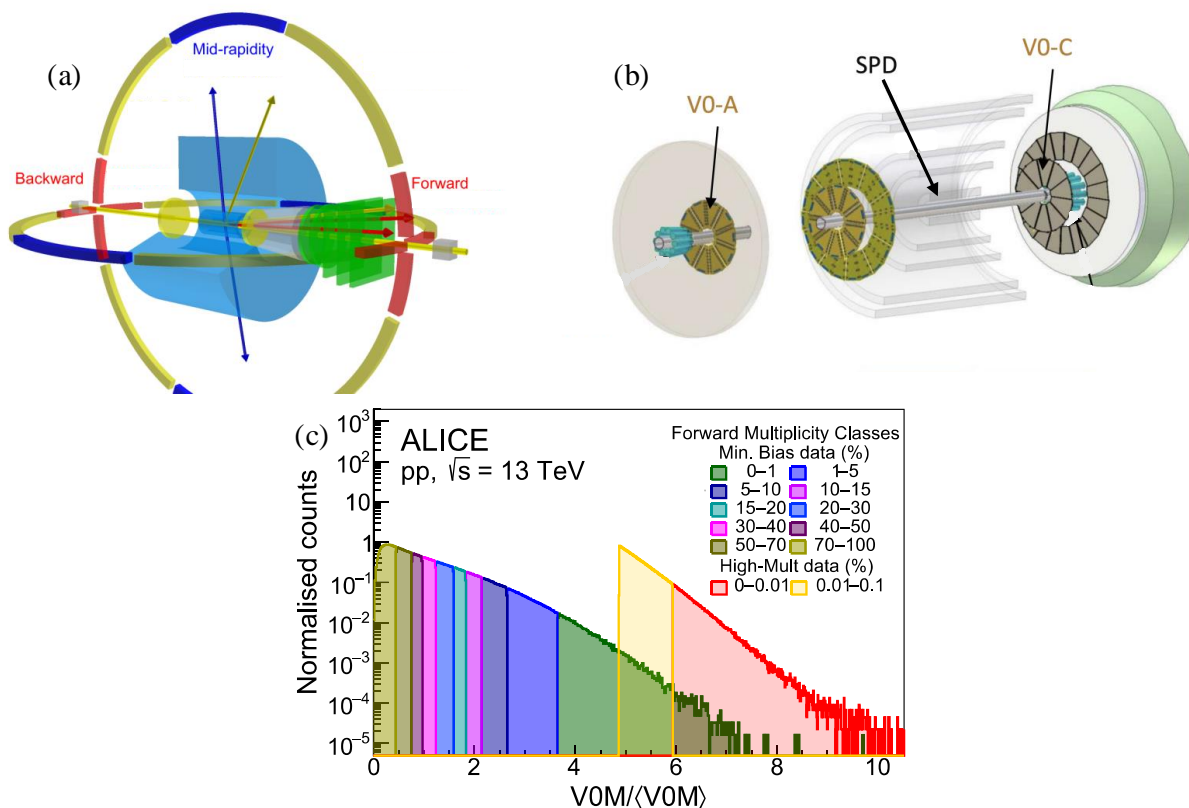 (a)
Mid-rapidity
Backward
Forward
(b)
V0-A
SPD
V0-C
(c)
ALICE
pp, √s = 13 TeV
Forward Multiplicity Classes
Min. Bias data (%)
0–1 1–5
5–10 10–15
15–20 20–30
30–40 40–50
50–70 70–100
High-Mult data (%)
0–0.01 0.01–0.1
Normalised counts
10³
10²
10
1
10⁻¹
10⁻²
10⁻³
10⁻⁴
10⁻⁵
0 2 4 6 8 10
V0M/⟨V0M⟩